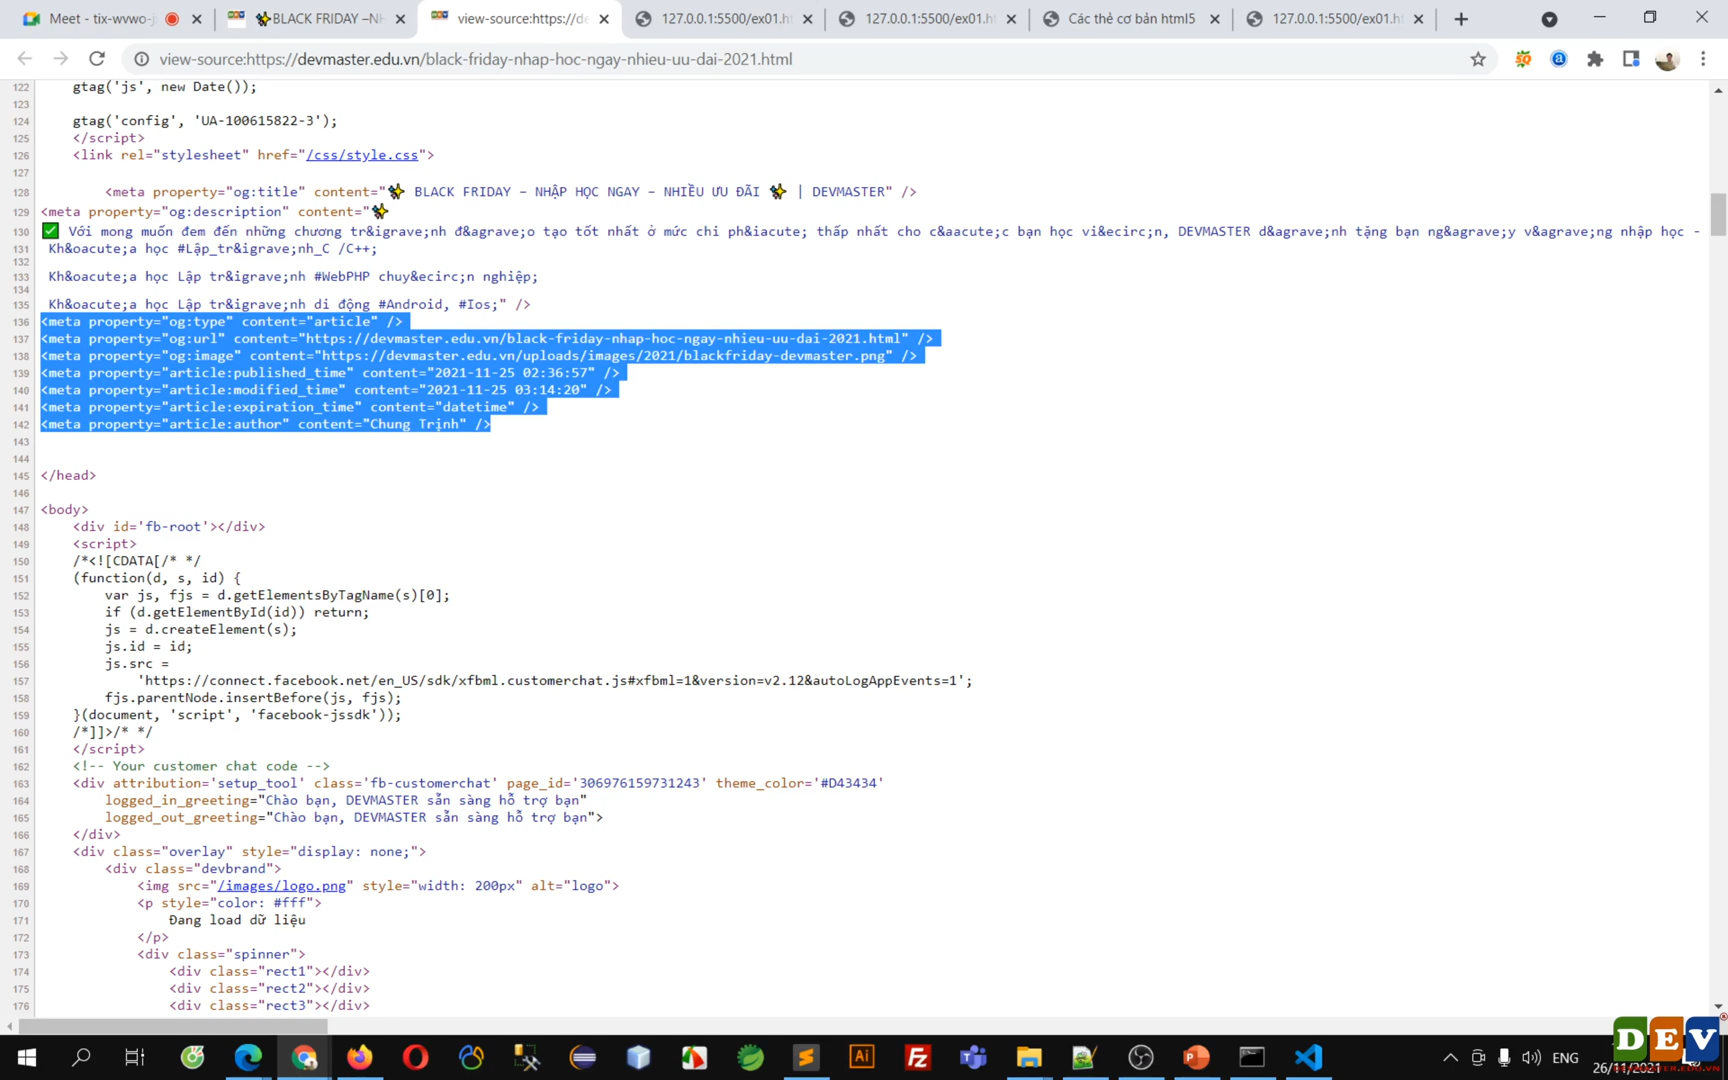 Meet - tix-wvwo-j
BLACK FRIDAY –NH
view-source:https://de
127.0.0.1:5500/ex01.h
127.0.0.1:5500/ex01.h
Các thẻ cơ bản html5
127.0.0.1:5500/ex01.h
view-source:https://devmaster.edu.vn/black-friday-nhap-hoc-ngay-nhieu-uu-dai-2021.html
122 gtag('js', new Date());
123
124 gtag('config', 'UA-100615822-3');
125 </script>
126 <link rel="stylesheet" href="/css/style.css">
127
128 <meta property="og:title" content="✨ BLACK FRIDAY – NHẬP HỌC NGAY – NHIỀU ƯU ĐÃI ✨ | DEVMASTER" />
129 <meta property="og:description" content="✨
130 ✅ Với mong muốn đem đến những chương tr&igrave;nh đ&agrave;o tạo tốt nhất ở mức chi ph&iacute; thấp nhất cho c&aacute;c bạn học vi&ecirc;n, DEVMASTER d&agrave;nh tặng bạn ng&agrave;y v&agrave;ng nhập học -
131 Kh&oacute;a học #Lập_tr&igrave;nh_C /C++;
132
133 Kh&oacute;a học Lập tr&igrave;nh #WebPHP chuy&ecirc;n nghiệp;
134
135 Kh&oacute;a học Lập tr&igrave;nh di động #Android, #Ios;" />
136 <meta property="og:type" content="article" />
137 <meta property="og:url" content="https://devmaster.edu.vn/black-friday-nhap-hoc-ngay-nhieu-uu-dai-2021.html" />
138 <meta property="og:image" content="https://devmaster.edu.vn/uploads/images/2021/blackfriday-devmaster.png" />
139 <meta property="article:published_time" content="2021-11-25 02:36:57" />
140 <meta property="article:modified_time" content="2021-11-25 03:14:20" />
141 <meta property="article:expiration_time" content="datetime" />
142 <meta property="article:author" content="Chung Trịnh" />
143
144
145 </head>
146
147 <body>
148 <div id='fb-root'></div>
149 <script>
150 /*<![CDATA[/* */
151 (function(d, s, id) {
152 var js, fjs = d.getElementsByTagName(s)[0];
153 if (d.getElementById(id)) return;
154 js = d.createElement(s);
155 js.id = id;
156 js.src =
157 'https://connect.facebook.net/en_US/sdk/xfbml.customerchat.js#xfbml=1&version=v2.12&autoLogAppEvents=1';
158 fjs.parentNode.insertBefore(js, fjs);
159 }(document, 'script', 'facebook-jssdk'));
160 /*]]>/* */
161 </script>
162 <!-- Your customer chat code -->
163 <div attribution='setup_tool' class='fb-customerchat' page_id='306976159731243' theme_color='#D43434'
164 logged_in_greeting="Chào bạn, DEVMASTER sẵn sàng hỗ trợ bạn"
165 logged_out_greeting="Chào bạn, DEVMASTER sẵn sàng hỗ trợ bạn">
166 </div>
167 <div class="overlay" style="display: none;">
168 <div class="devbrand">
169 <img src="/images/logo.png" style="width: 200px" alt="logo">
170 <p style="color: #fff">
171 Đang load dữ liệu
172 </p>
173 <div class="spinner">
174 <div class="rect1"></div>
175 <div class="rect2"></div>
176 <div class="rect3"></div>
DEV
ENG
26/11/2021
DEVMASTER.EDU.VN